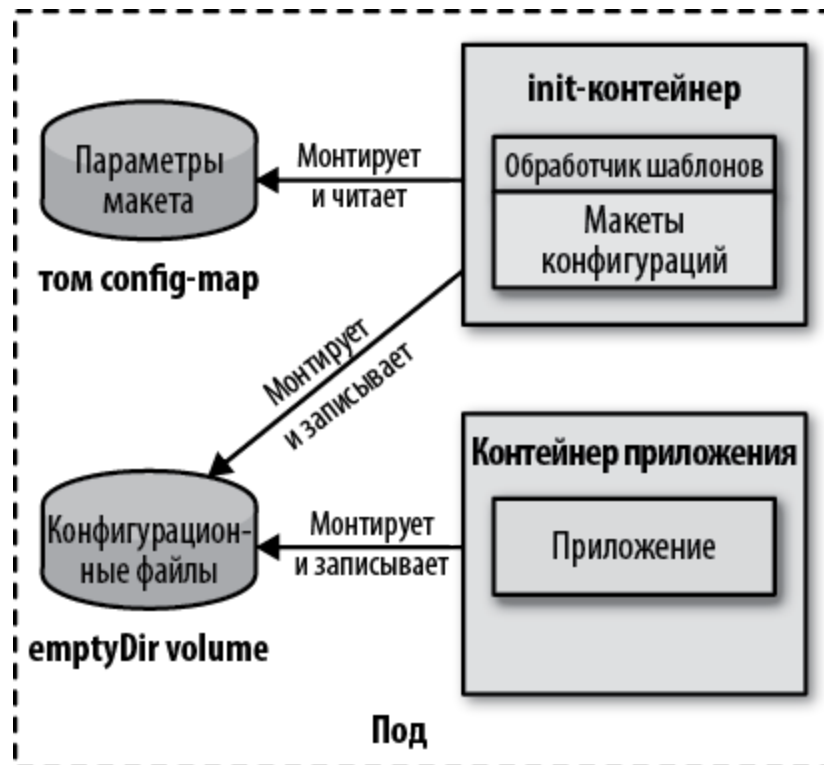 init-контейнер
Обработчик шаблонов
Макеты
конфигураций
Монтирует
и читает
Параметры
макета
том config-map
Монтирует
и записывает
Контейнер приложения
Приложение
Монтирует
и записывает
Конфигурацион-
ные файлы
emptyDir volume
Под